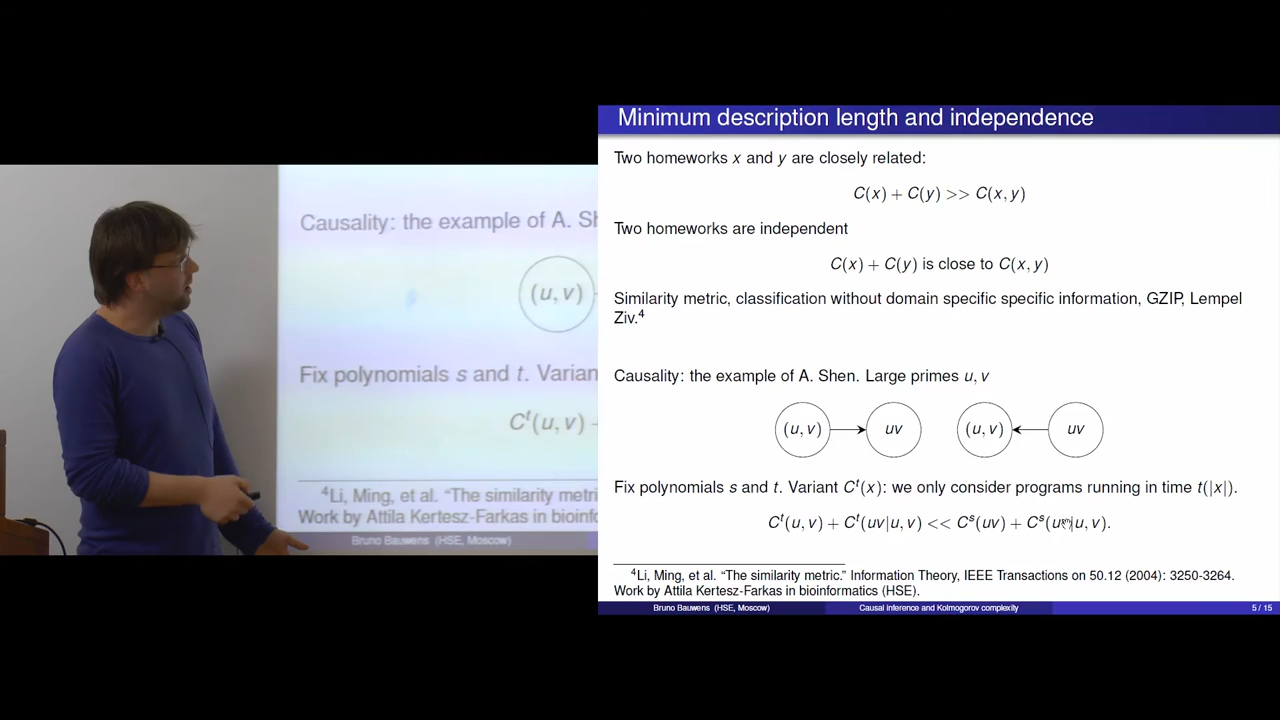 Minimum description length and independence
Two homeworks x and y are closely related:
C(x) + C(y) >> C(x, y)
Two homeworks are independent
C(x) + C(y) is close to C(x, y)
Similarity metric, classification without domain specific specific information, GZIP, Lempel
Ziv.⁴
Causality: the example of A. Shen. Large primes u, v
(u, v) uv (u, v) uv
Fix polynomials s and t. Variant Cᵗ(x): we only consider programs running in time t(|x|).
Cᵗ(u, v) + Cᵗ(uv|u, v) << Cˢ(uv) + Cˢ(u |u, v).
⁴Li, Ming, et al. “The similarity metric.” Information Theory, IEEE Transactions on 50.12 (2004): 3250-3264.
Work by Attila Kertesz-Farkas in bioinformatics (HSE).
Bruno Bauwens (HSE, Moscow) Causal inference and Kolmogorov complexity 5 / 15
Causality: the example of A. Sh
(u, v)
Fix polynomials s and t. Varian
Cᵗ(u, v)
⁴Li, Ming, et al. “The similarity metri
Work by Attila Kertesz-Farkas in bioinfo
Bruno Bauwens (HSE, Moscow)